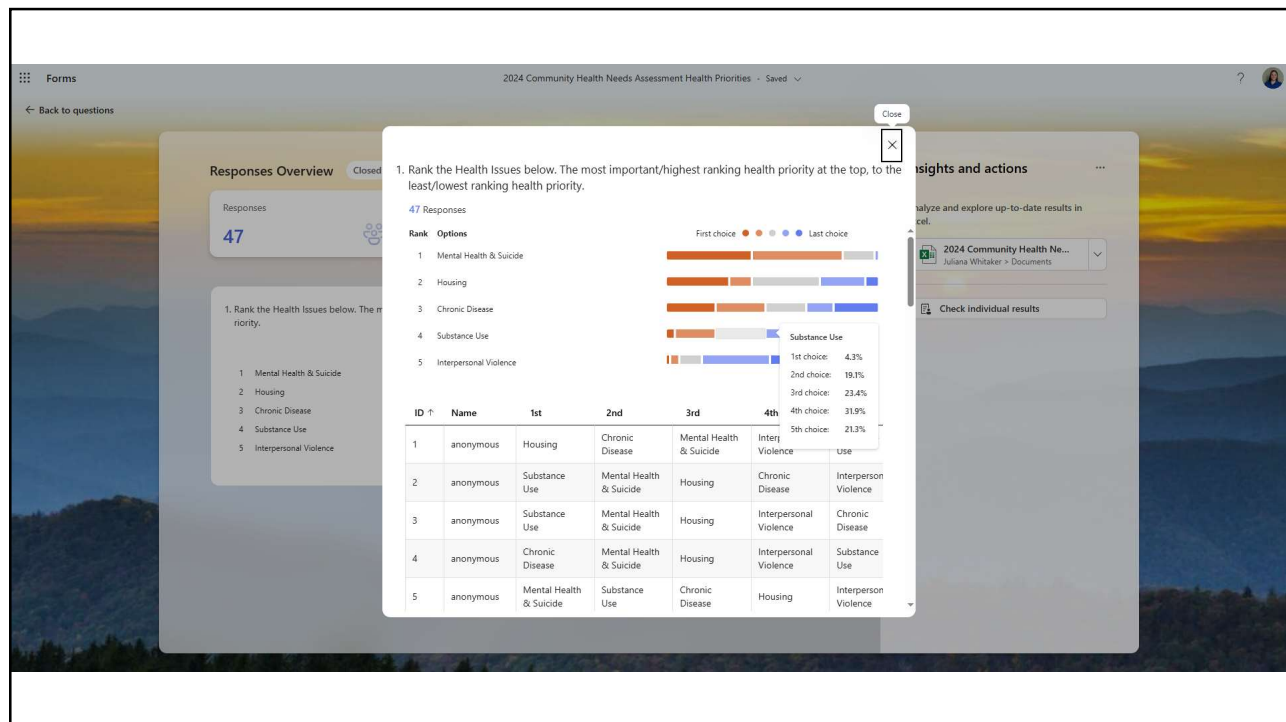 Forms
2024 Community Health Needs Assessment Health Priorities - Saved
?
← Back to questions
Close
Responses Overview
Closed
Responses
47
1. Rank the Health Issues below. The m
riority.
1 Mental Health & Suicide
2 Housing
3 Chronic Disease
4 Substance Use
5 Interpersonal Violence
1. Rank the Health Issues below. The most important/highest ranking health priority at the top, to the
least/lowest ranking health priority.
47 Responses
Rank Options
First choice
Last choice
1 Mental Health & Suicide
2 Housing
3 Chronic Disease
4 Substance Use
5 Interpersonal Violence
Substance Use
1st choice: 4.3%
2nd choice: 19.1%
3rd choice: 23.4%
4th choice: 31.9%
5th choice: 21.3%
ID ↑ Name 1st 2nd 3rd 4th
1 anonymous Housing Chronic Disease Mental Health & Suicide Interp Violence Use
2 anonymous Substance Use Mental Health & Suicide Housing Chronic Disease Interperson Violence
3 anonymous Substance Use Mental Health & Suicide Housing Interpersonal Violence Chronic Disease
4 anonymous Chronic Disease Mental Health & Suicide Housing Interpersonal Violence Substance Use
5 anonymous Mental Health & Suicide Substance Use Chronic Disease Housing Interperson Violence
nsights and actions
...
nalyze and explore up-to-date results in
cel.
2024 Community Health Ne...
Juliana Whitaker > Documents
Check individual results